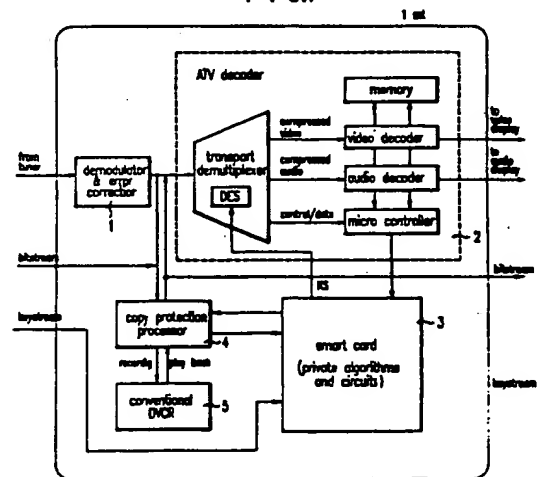 1 set
ATV decoder
memory
to
video
display
compressed
video
video decoder
from
tuner
demodulator
& error
correction
transport
demultiplexer
compressed
audio
audio decoder
to
audio
display
DCS
1
control/data
micro controller
2
bitstream
KS
bitstream
keystream
copy protection
processor
4
smart card
(private algorithms
and circuits)
3
recording
play back
keystream
conventional
DVCR
5